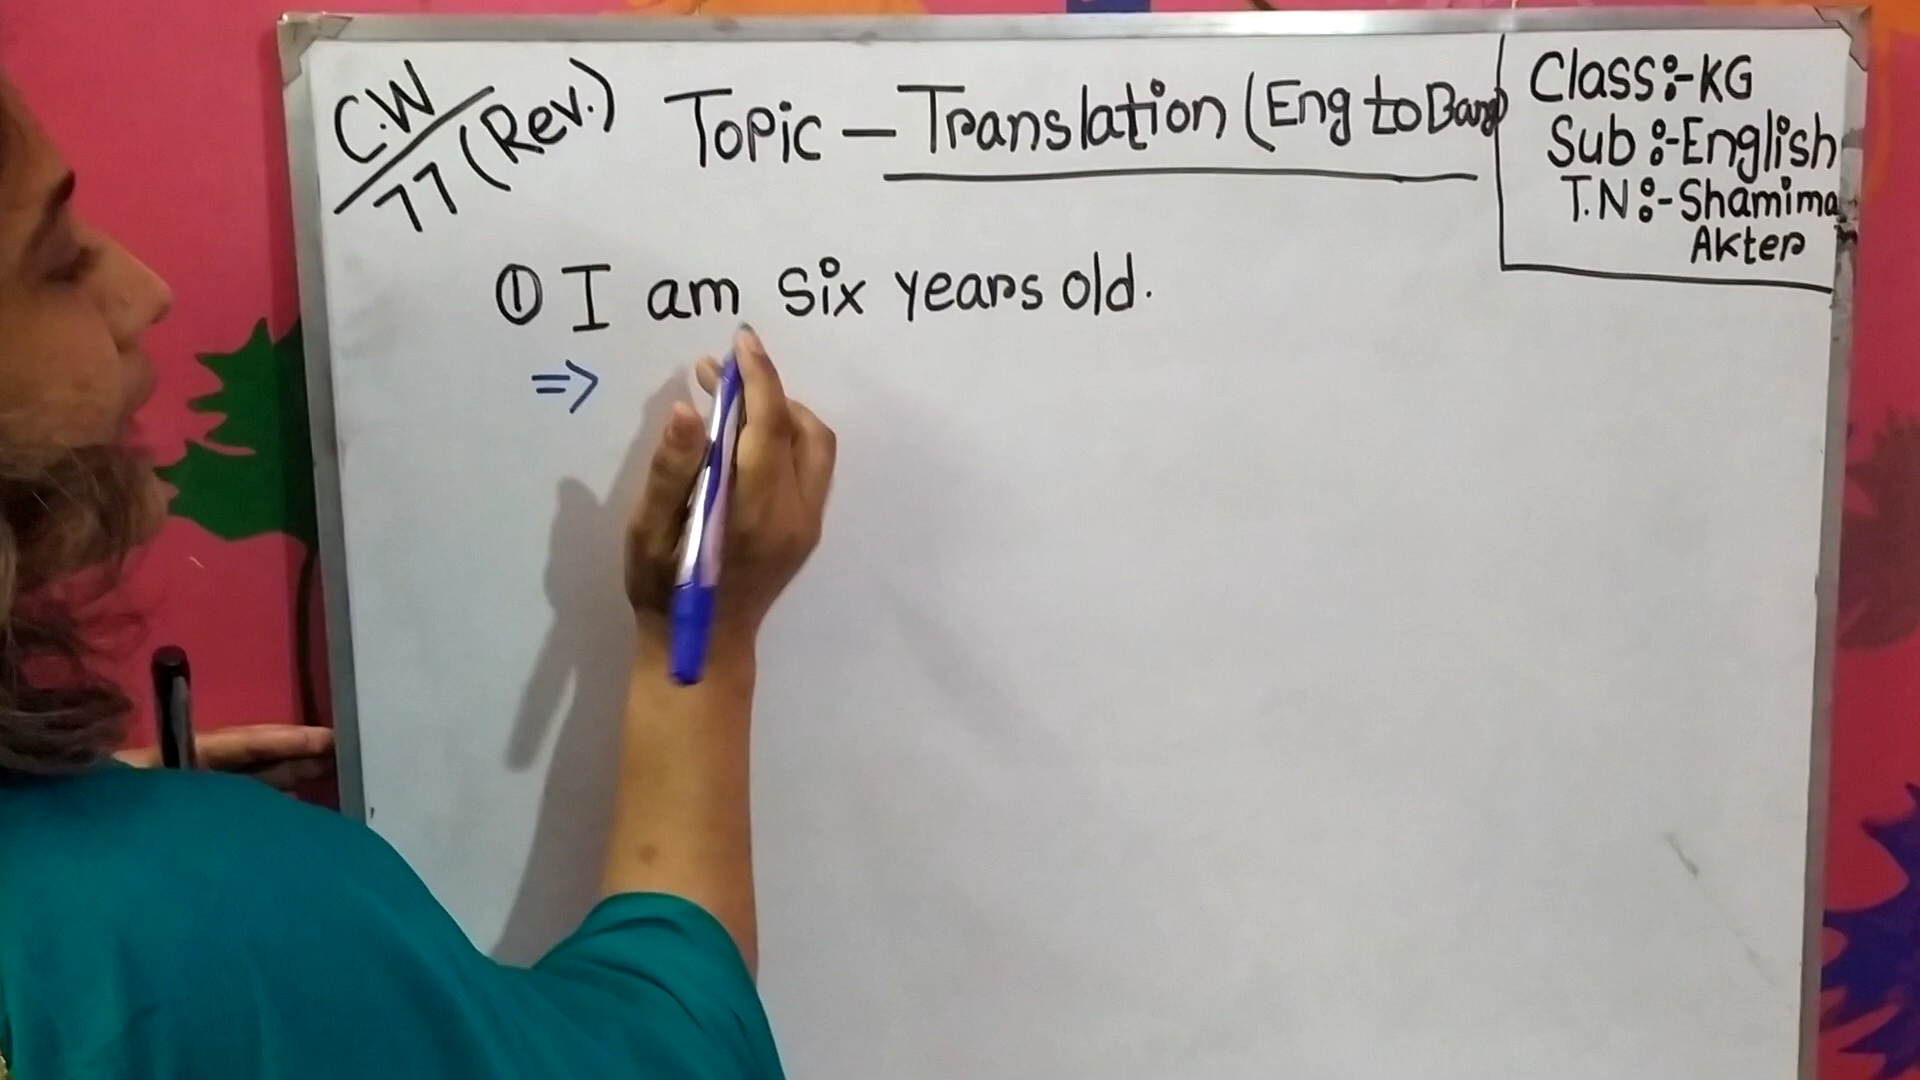 C.W/77 (Rev.)
Topic – Translation (Eng to Bang)
Class:-KG
Sub:-English
T.N:-Shamima
Akter
① I am six years old.
=>